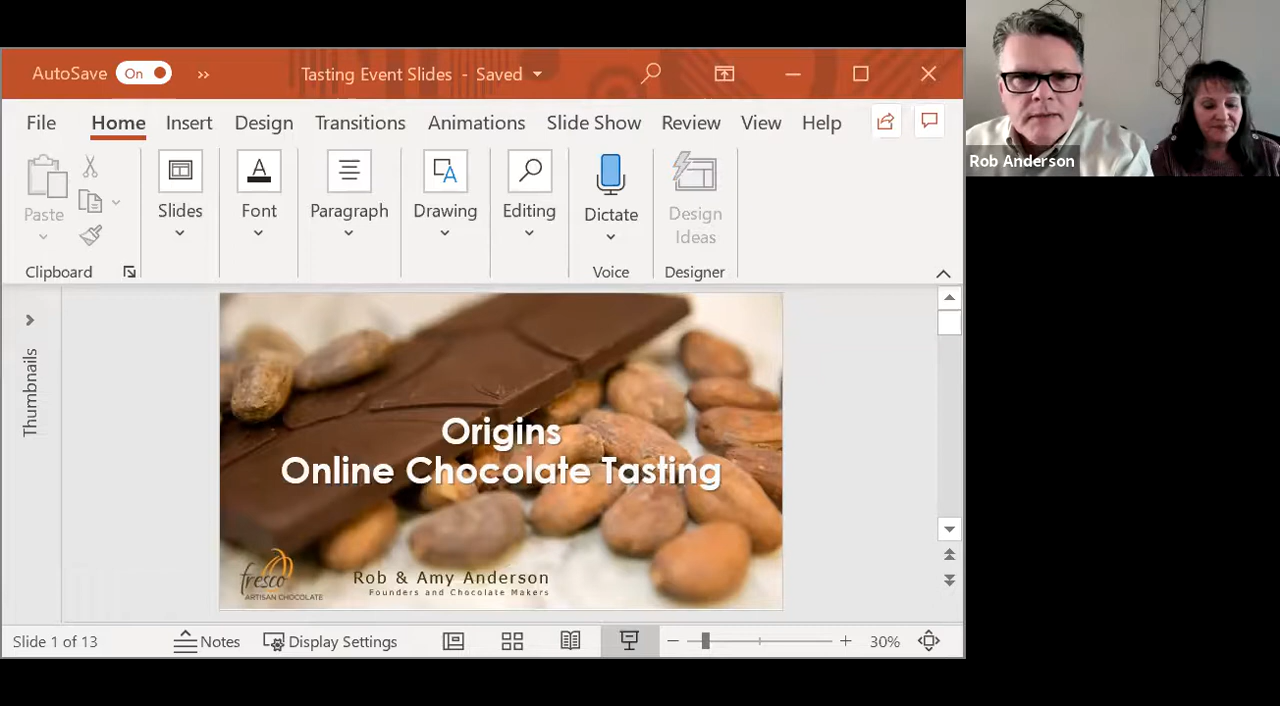 AutoSave On Tasting Event Slides - Saved
File Home Insert Design Transitions Animations Slide Show Review View Help
Paste Slides Font Paragraph Drawing Editing Dictate Design Ideas
Clipboard Voice Designer
Thumbnails
Origins
Online Chocolate Tasting
fresco
ARTISAN CHOCOLATE
Rob & Amy Anderson
Founders and Chocolate Makers
Slide 1 of 13 Notes Display Settings 30%
Rob Anderson